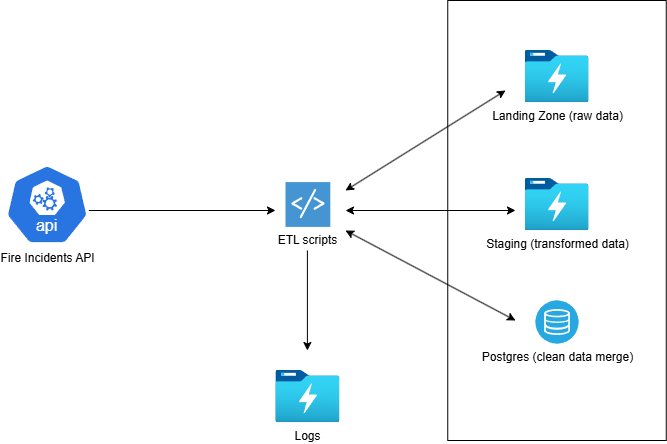 Landing Zone (raw data)
api
Fire Incidents API
</>
ETL scripts
Staging (transformed data)
Postgres (clean data merge)
Logs